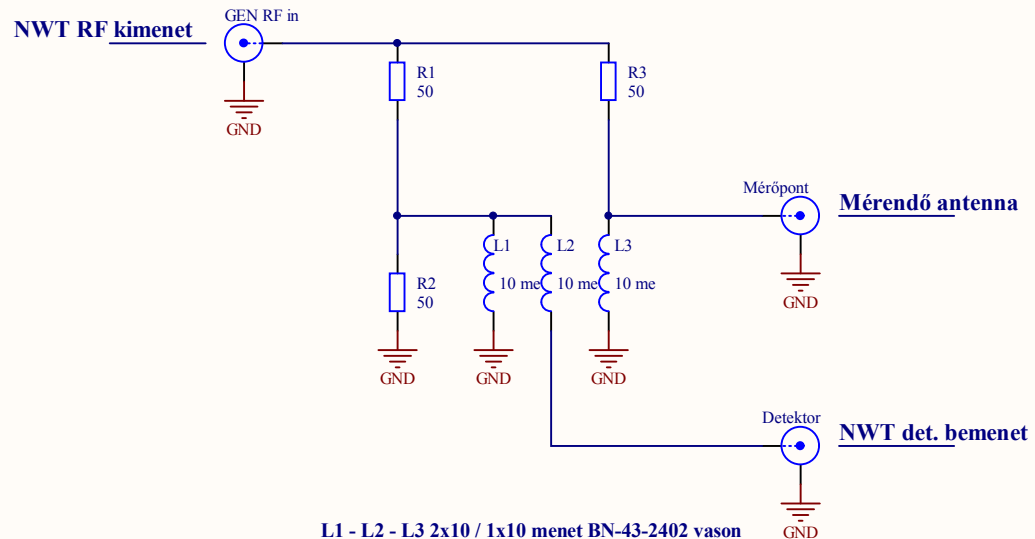 GEN RF in
NWT RF kimenet
GND
R1
50
R3
50
Mérőpont
Mérendő antenna
GND
L1
10 me
L2
10 me
L3
10 me
R2
50
GND
GND
GND
Detektor
NWT det. bemenet
GND
L1 - L2 - L3 2x10 / 1x10 menet BN-43-2402 vason